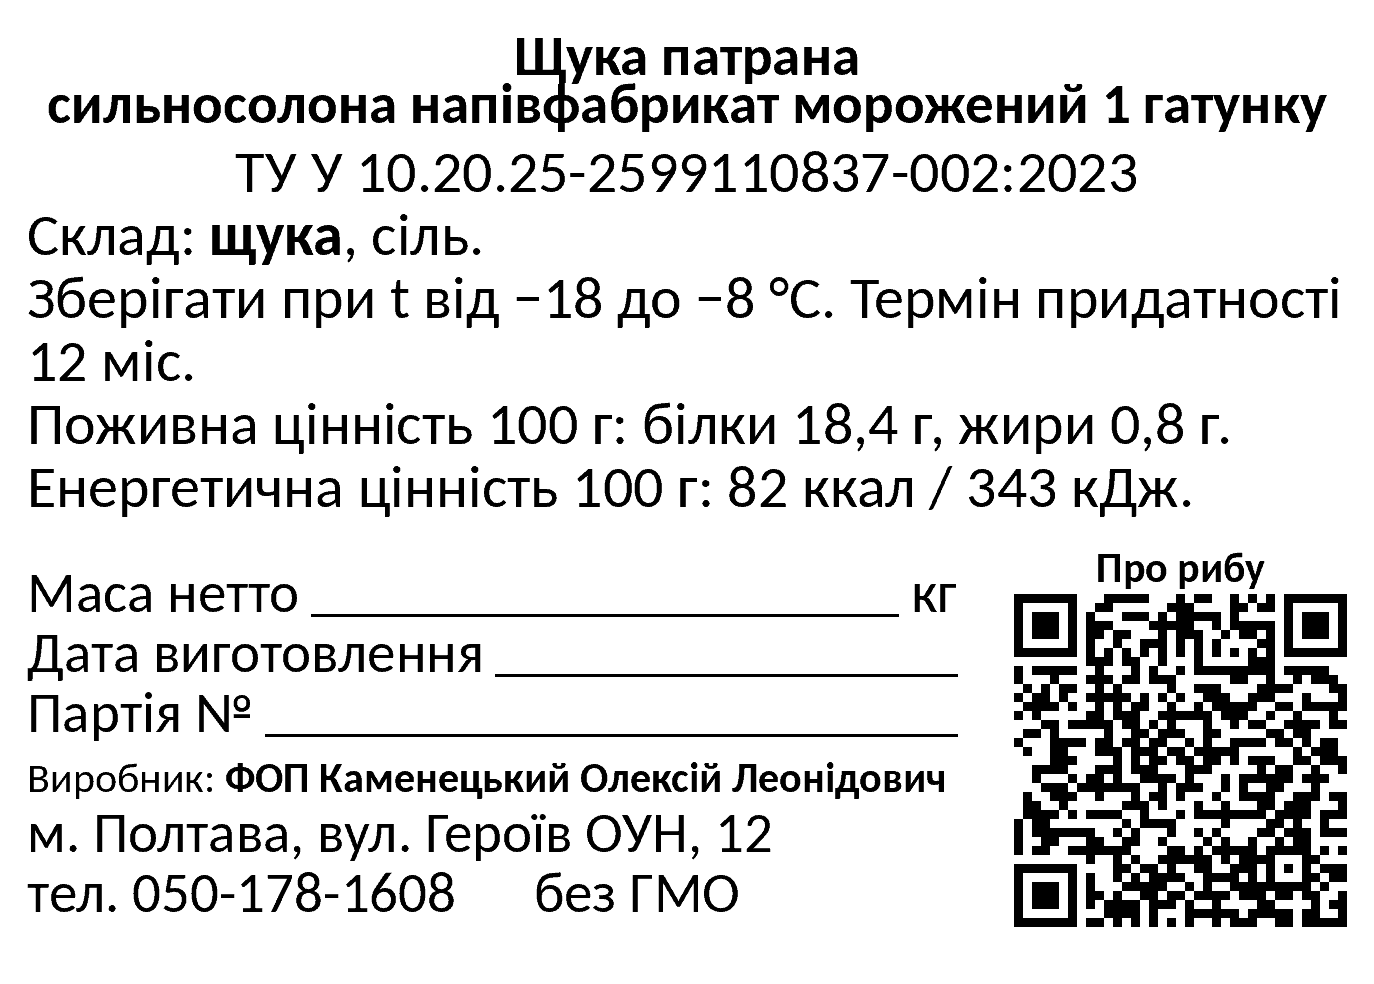 Щука патрана
сильносолона напівфабрикат морожений 1 гатунку
ТУ У 10.20.25-2599110837-002:2023
Склад: щука, сіль.
Зберігати при t від −18 до −8 °C. Термін придатності
12 міс.
Поживна цінність 100 г: білки 18,4 г, жири 0,8 г.
Енергетична цінність 100 г: 82 ккал / 343 кДж.
Про рибу
Маса нетто ____________________ кг
Дата виготовлення ________________
Партія № ________________________
Виробник: ФОП Каменецький Олексій Леонідович
м. Полтава, вул. Героїв ОУН, 12
тел. 050-178-1608 без ГМО